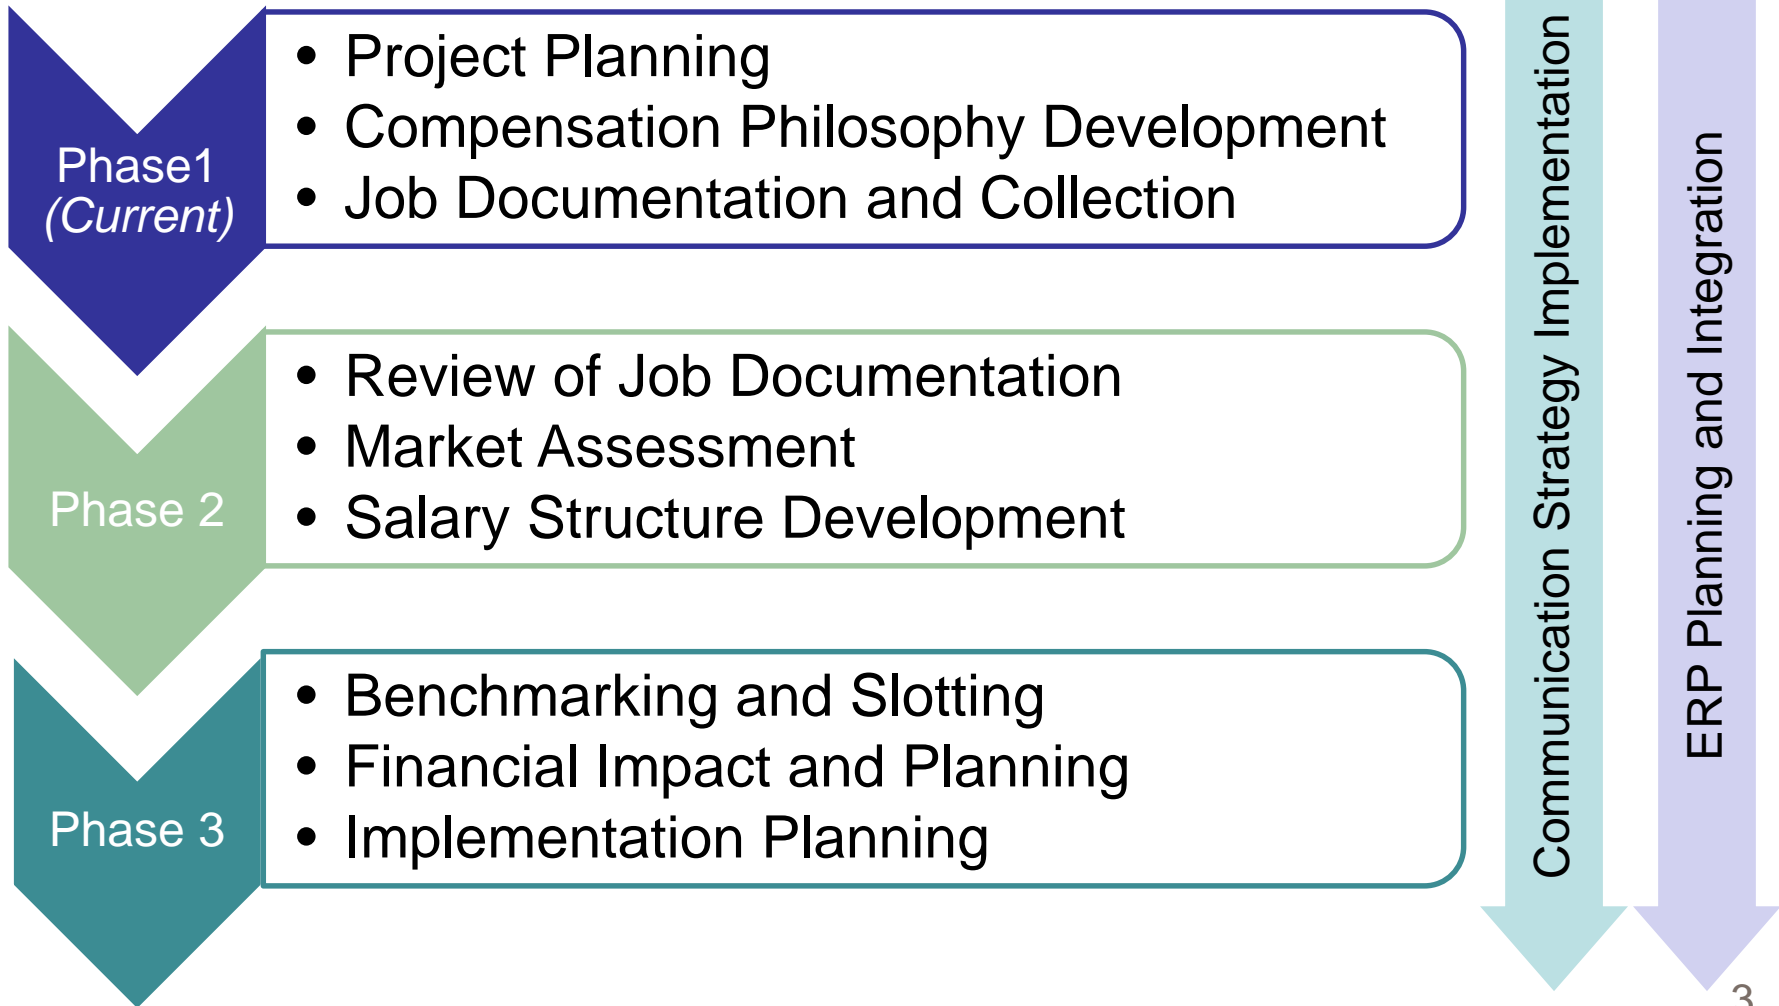 Phase1
(Current)
• Project Planning
• Compensation Philosophy Development
• Job Documentation and Collection
Phase 2
• Review of Job Documentation
• Market Assessment
• Salary Structure Development
Phase 3
• Benchmarking and Slotting
• Financial Impact and Planning
• Implementation Planning
Communication Strategy Implementation
ERP Planning and Integration
3